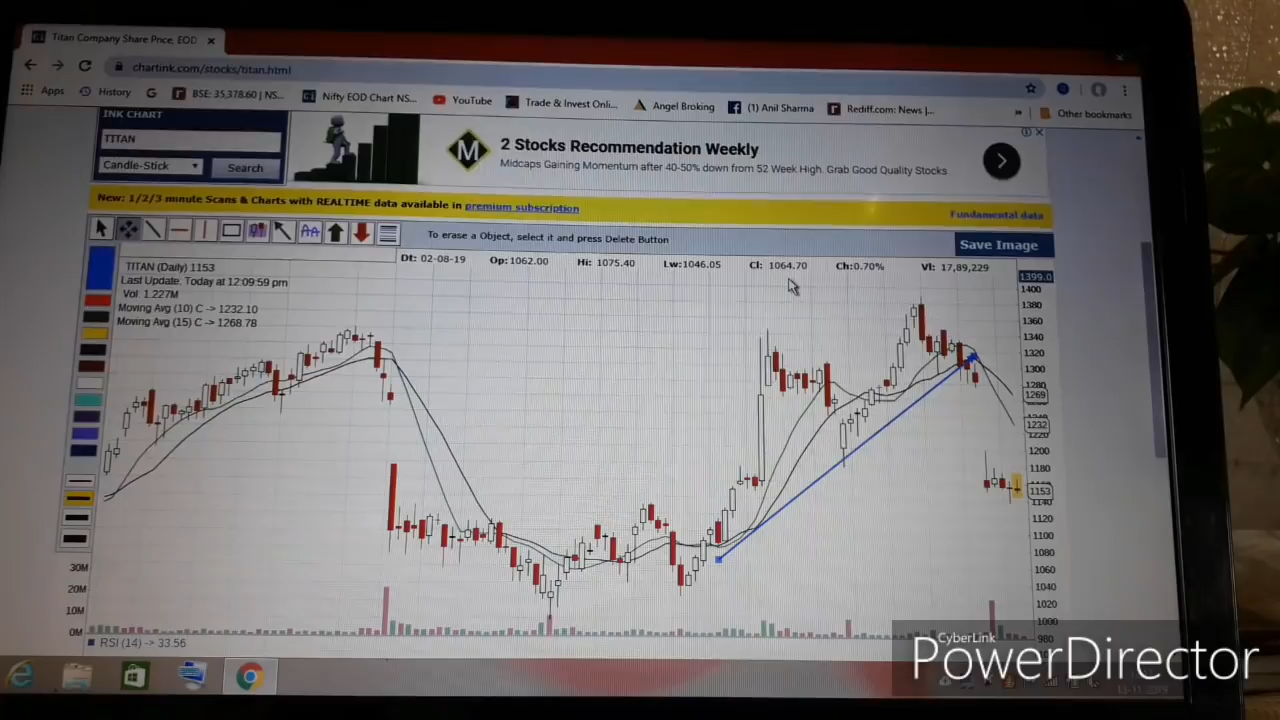 Titan Company Share Price, EOD ×
chartink.com/stocks/titan.html
Apps History G BSE: 35,378.60 | NS... Nifty EOD Chart NS... YouTube Trade & Invest Onli... Angel Broking (1) Anil Sharma Rediff.com: News |... » Other bookmarks
INK CHART
TITAN
Candle-Stick Search
M
2 Stocks Recommendation Weekly
Midcaps Gaining Momentum after 40-50% down from 52 Week High. Grab Good Quality Stocks
New: 1/2/3 minute Scans & Charts with REALTIME data available in premium subscription
Fundamental data
To erase a Object, select it and press Delete Button
Save Image
Dt: 02-08-19 Op:1062.00 Hi: 1075.40 Lw:1046.05 Cl: 1064.70 Ch:0.70% Vl: 17,89,229
TITAN (Daily) 1153
Last Update, Today at 12:09:59 pm
Vol 1.227M
Moving Avg (10) C -> 1232.10
Moving Avg (15) C -> 1268.78
1399.0
1400
1380
1360
1340
1320
1300
1280
1269
1232
1220
1200
1180
1153
1140
1120
1100
1080
1060
1040
1020
1000
980
30M
20M
10M
0M
RSI (14) -> 33.56
CyberLink
PowerDirector
13-11-2019